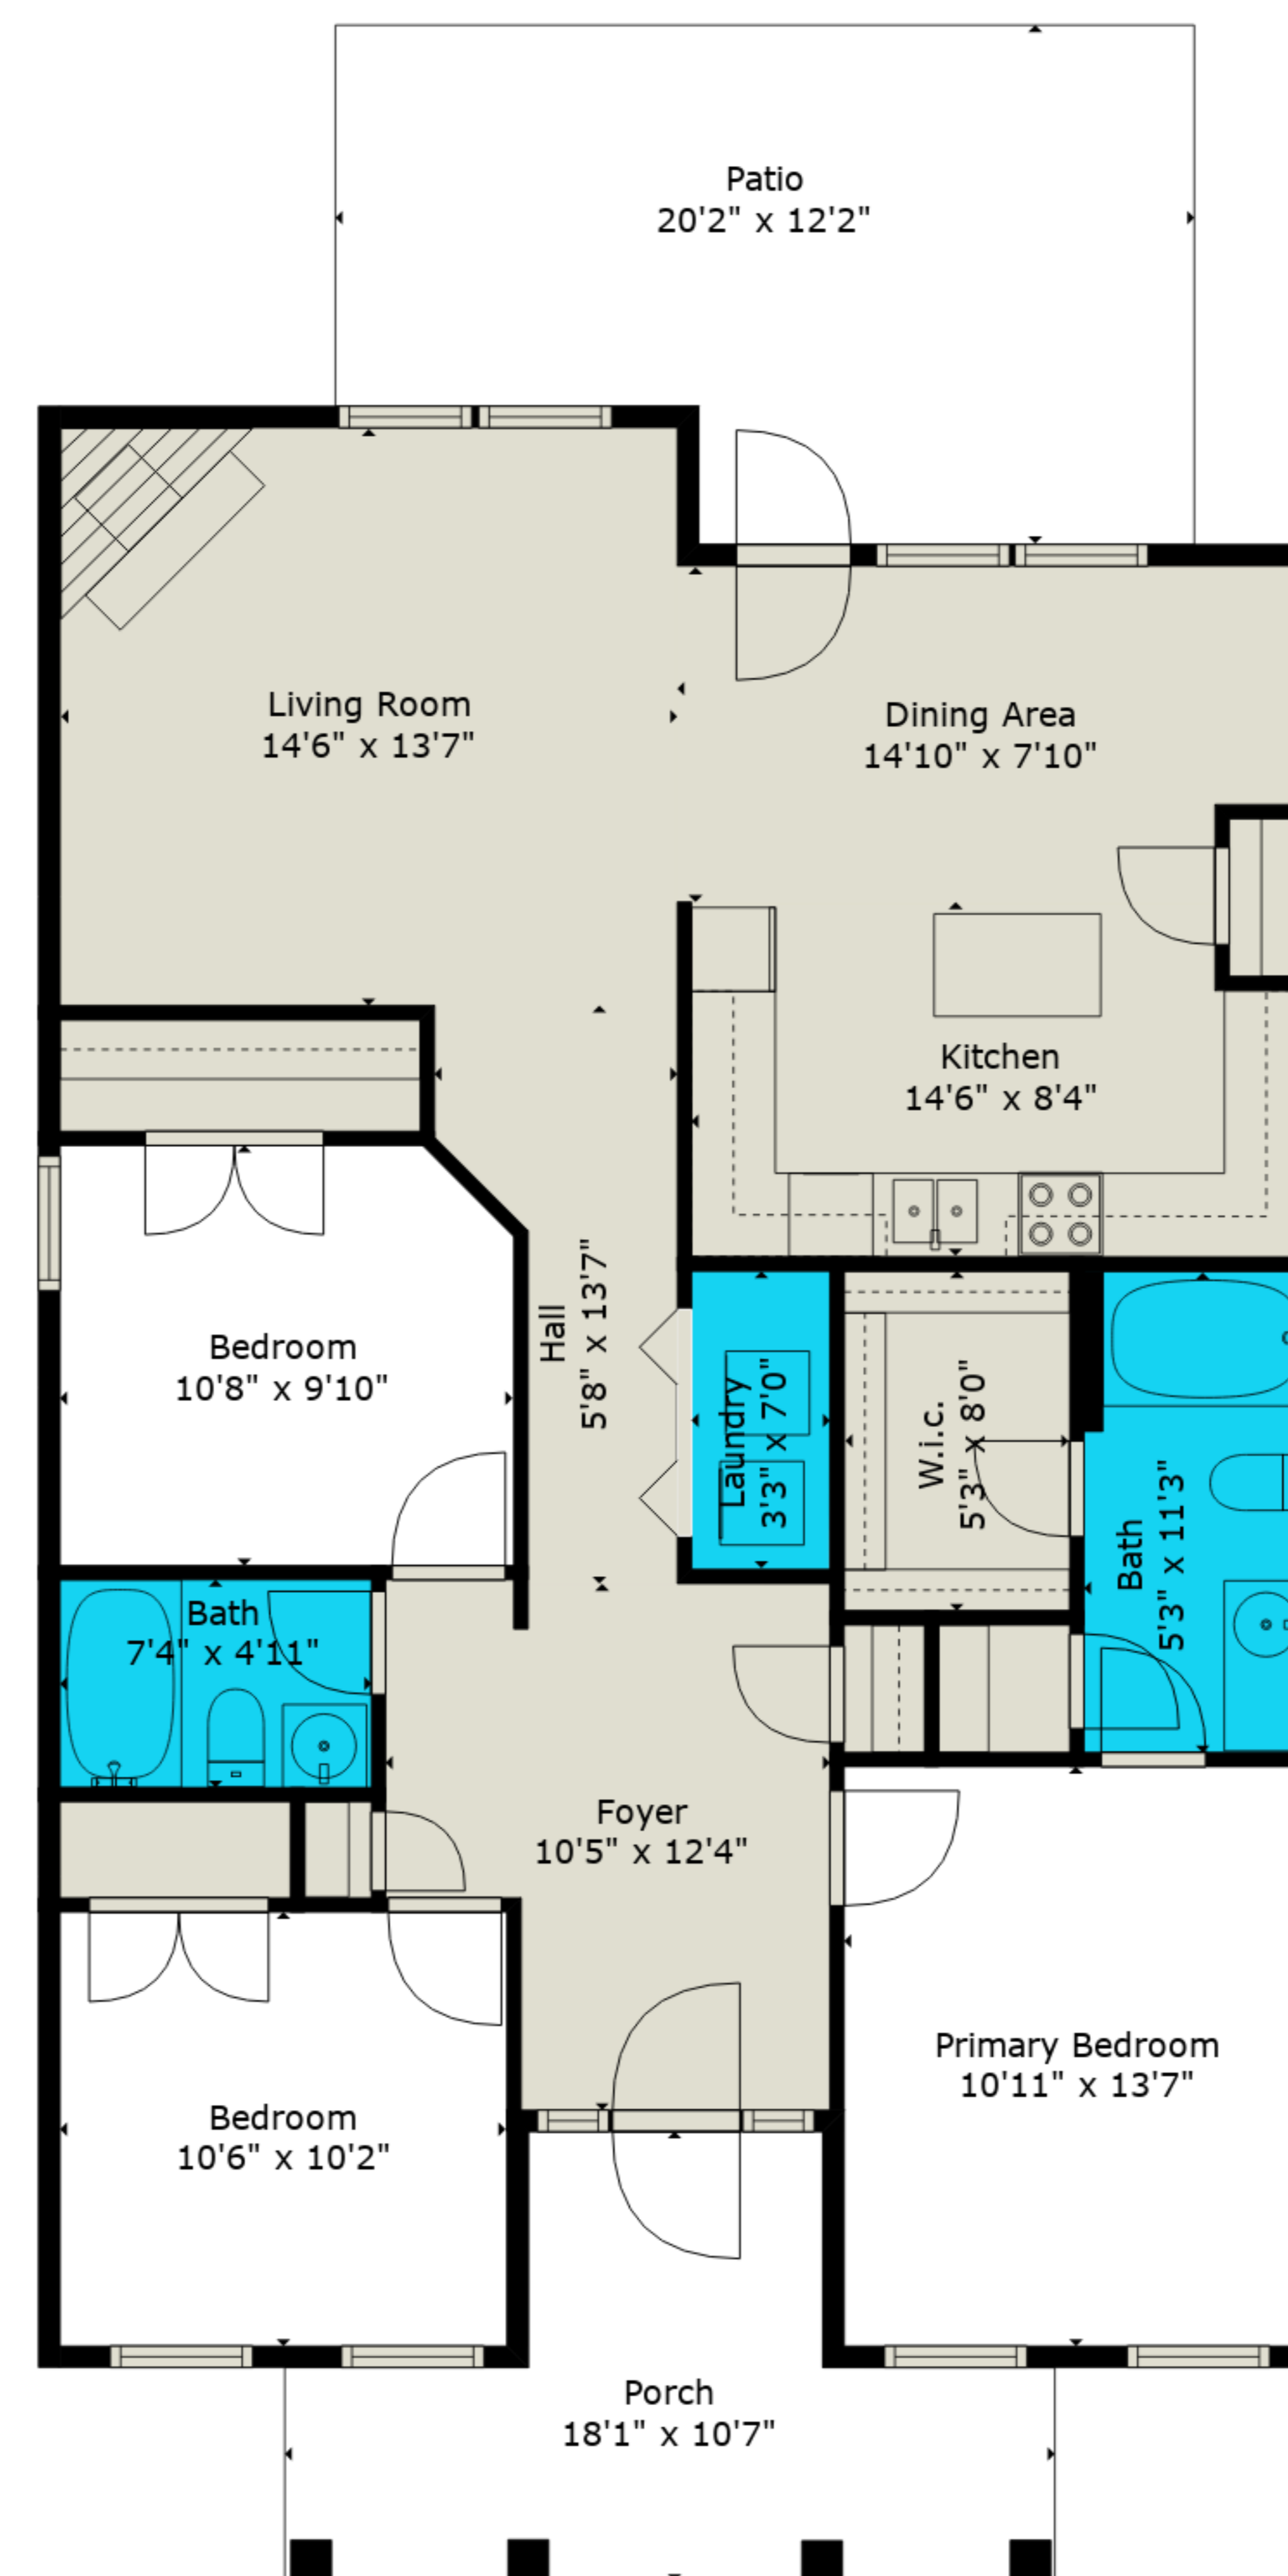 Patio
20'2" x 12'2"
Living Room
14'6" x 13'7"
Dining Area
14'10" x 7'10"
Kitchen
14'6" x 8'4"
Bedroom
10'8" x 9'10"
Hall
5'8" x 13'7"
Laundry
3'3" x 7'0"
W.i.c.
5'3" x 8'0"
Bath
5'3" x 11'3"
Bath
7'4" x 4'11"
Foyer
10'5" x 12'4"
Primary Bedroom
10'11" x 13'7"
Bedroom
10'6" x 10'2"
Porch
18'1" x 10'7"